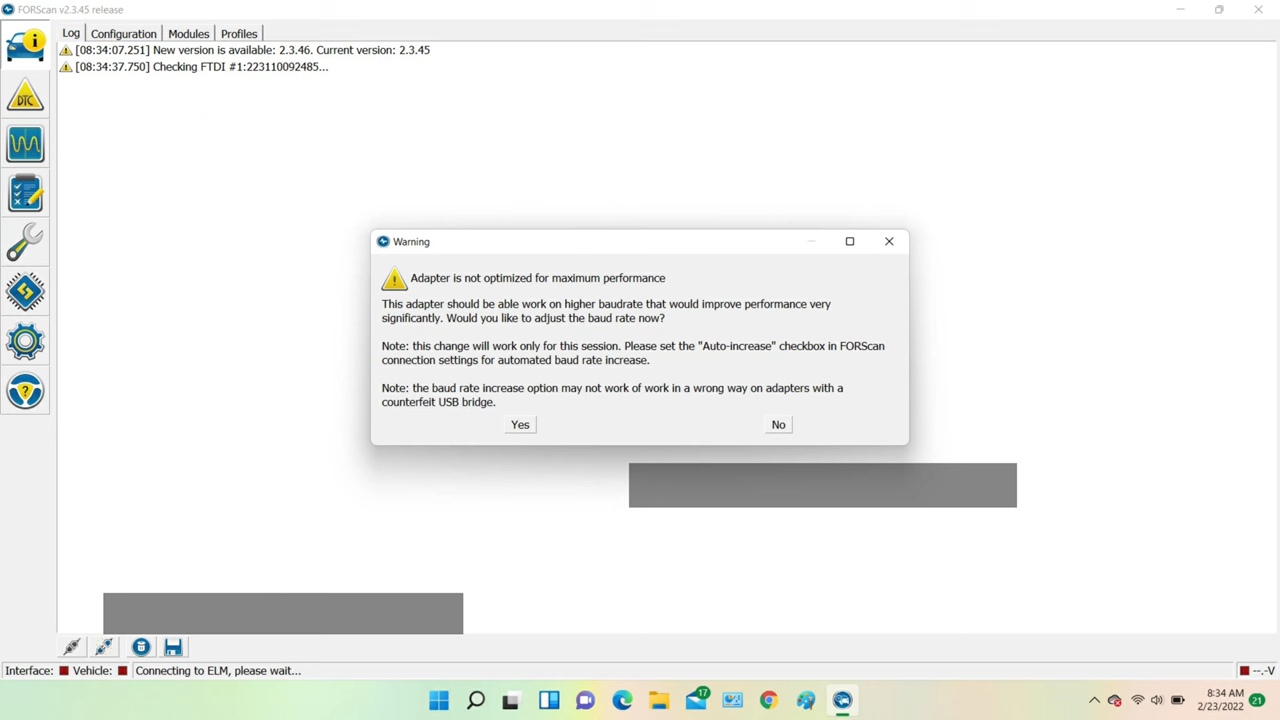 FORScan v2.3.45 release
Log Configuration Modules Profiles
[08:34:07.251] New version is available: 2.3.46. Current version: 2.3.45
[08:34:37.750] Checking FTDI #1:223110092485...
DTC
Warning
Adapter is not optimized for maximum performance
This adapter should be able work on higher baudrate that would improve performance very
significantly. Would you like to adjust the baud rate now?
Note: this change will work only for this session. Please set the "Auto-increase" checkbox in FORScan
connection settings for automated baud rate increase.
Note: the baud rate increase option may not work of work in a wrong way on adapters with a
counterfeit USB bridge.
Yes No
Interface: Vehicle: Connecting to ELM, please wait... --.-V
17
8:34 AM
2/23/2022
21